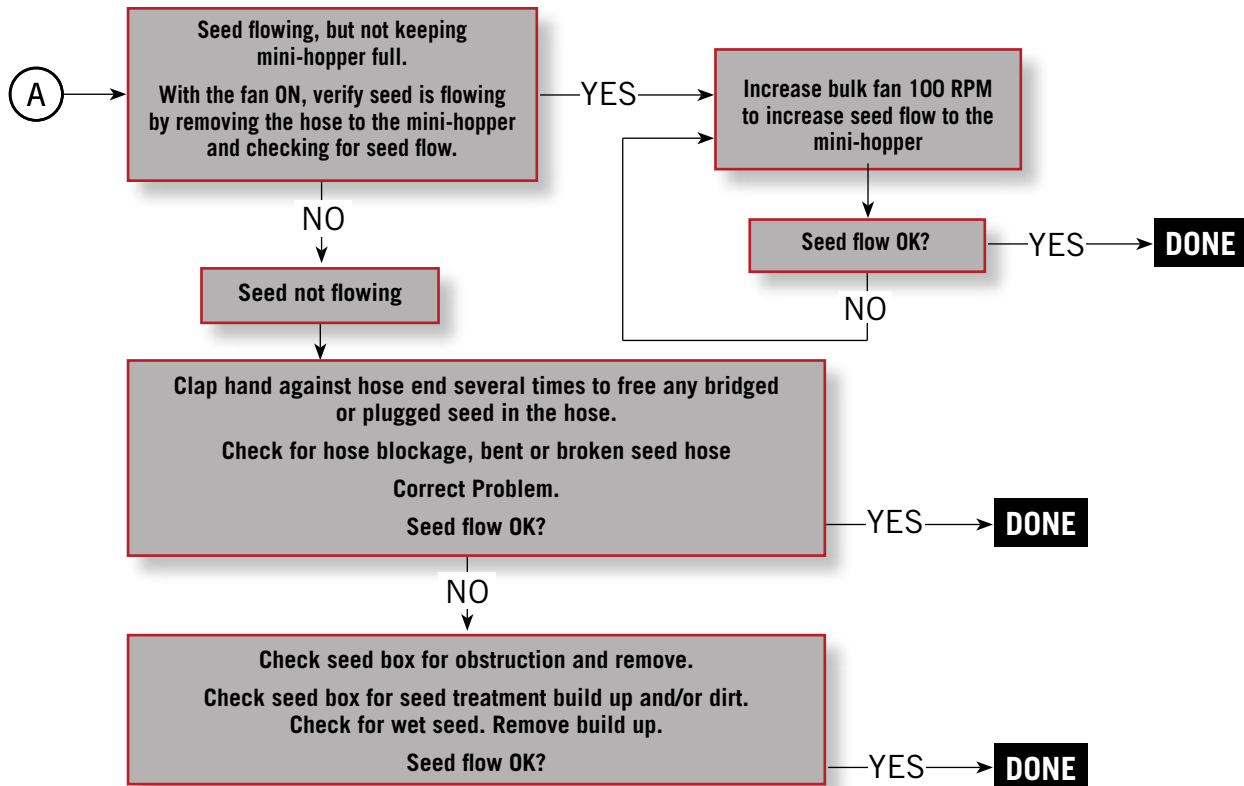 A
Seed flowing, but not keeping
mini-hopper full.
With the fan ON, verify seed is flowing
by removing the hose to the mini-hopper
and checking for seed flow.
YES
Increase bulk fan 100 RPM
to increase seed flow to the
mini-hopper
Seed flow OK?
YES
DONE
NO
NO
Seed not flowing
Clap hand against hose end several times to free any bridged
or plugged seed in the hose.
Check for hose blockage, bent or broken seed hose
Correct Problem.
Seed flow OK?
YES
DONE
NO
Check seed box for obstruction and remove.
Check seed box for seed treatment build up and/or dirt.
Check for wet seed. Remove build up.
Seed flow OK?
YES
DONE